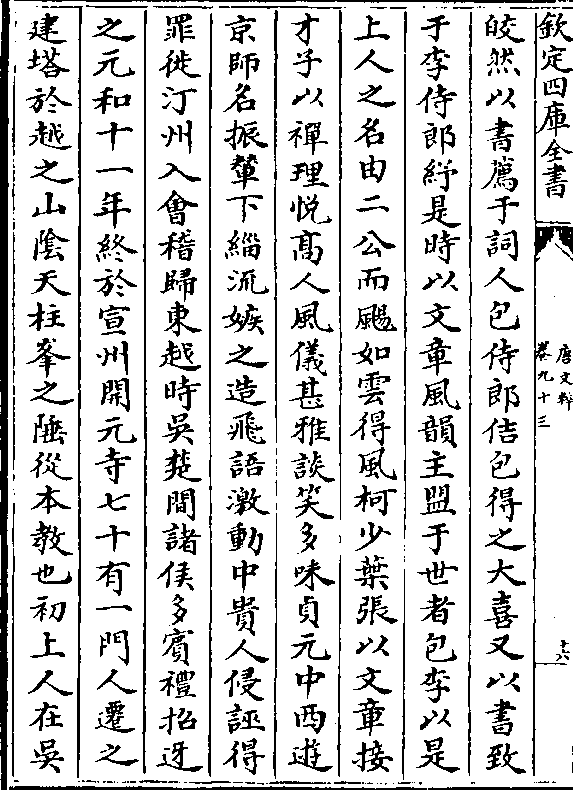 欽定四庫全書
唐文粹
卷九十三
十六
皎然以書薦于詞人包侍郎佶包得之大喜又以書致
于李侍郎紓是時以文章風韻主盟于世者包李以是
上人之名由二公而颺如雲得風柯少葉張以文章接
才子以禪理悅髙人風儀甚雅談笑多味貞元中西遊
京師名振輦下緇流嫉之造飛語激動中貴人侵誣得
罪徙汀州入會稽歸東越時吳楚間諸侯多賓禮招迓
之元和十一年終於宣州開元寺七十有一門人遷之
建塔於越之山隂天柱峯之陲從本教也初上人在吳